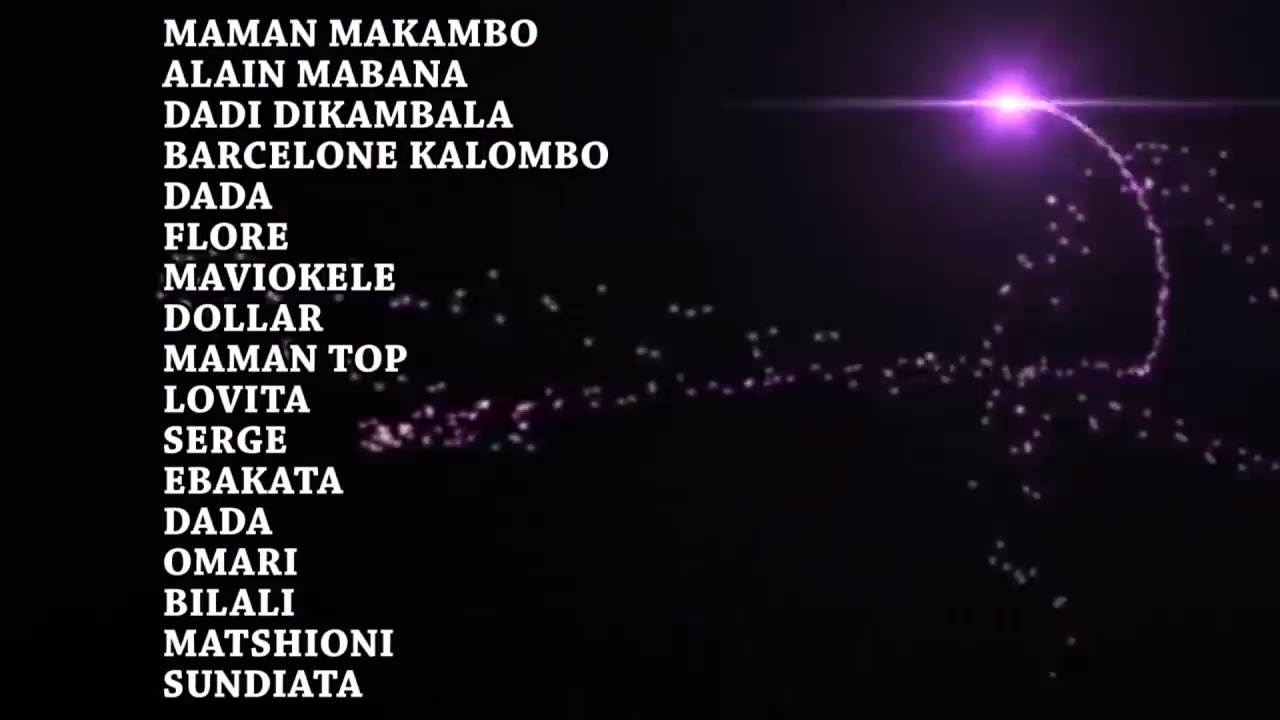 MAMAN MAKAMBO
ALAIN MABANA
DADI DIKAMBALA
BARCELONE KALOMBO
DADA
FLORE
MAVIOKELE
DOLLAR
MAMAN TOP
LOVITA
SERGE
EBAKATA
DADA
OMARI
BILALI
MATSHIONI
SUNDIATA